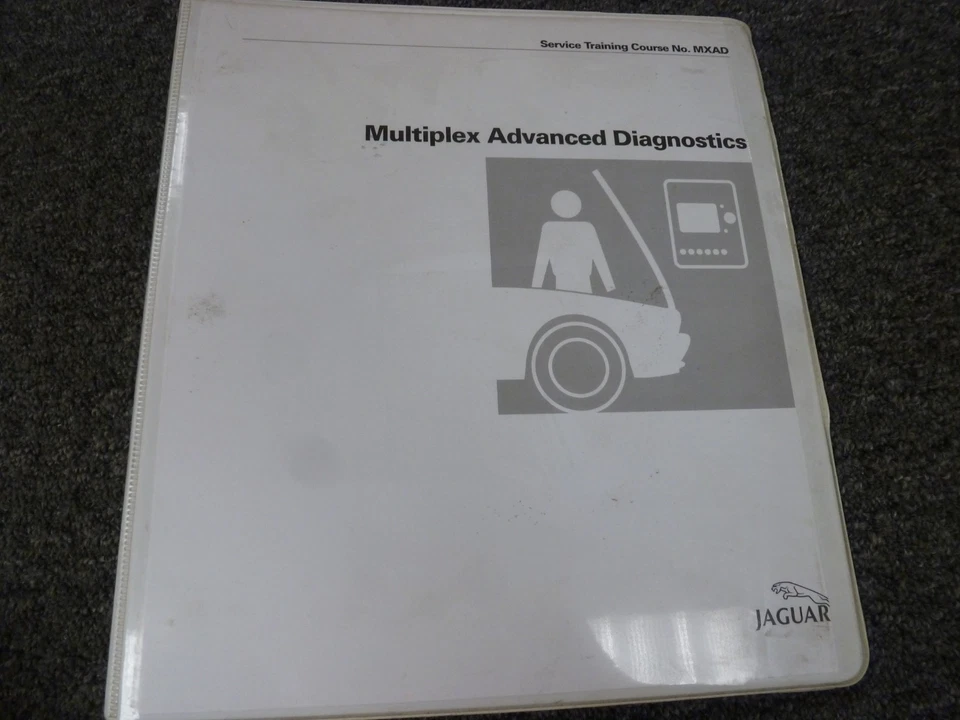 Service Training Course No. MXAD
Multiplex Advanced Diagnostics
JAGUAR